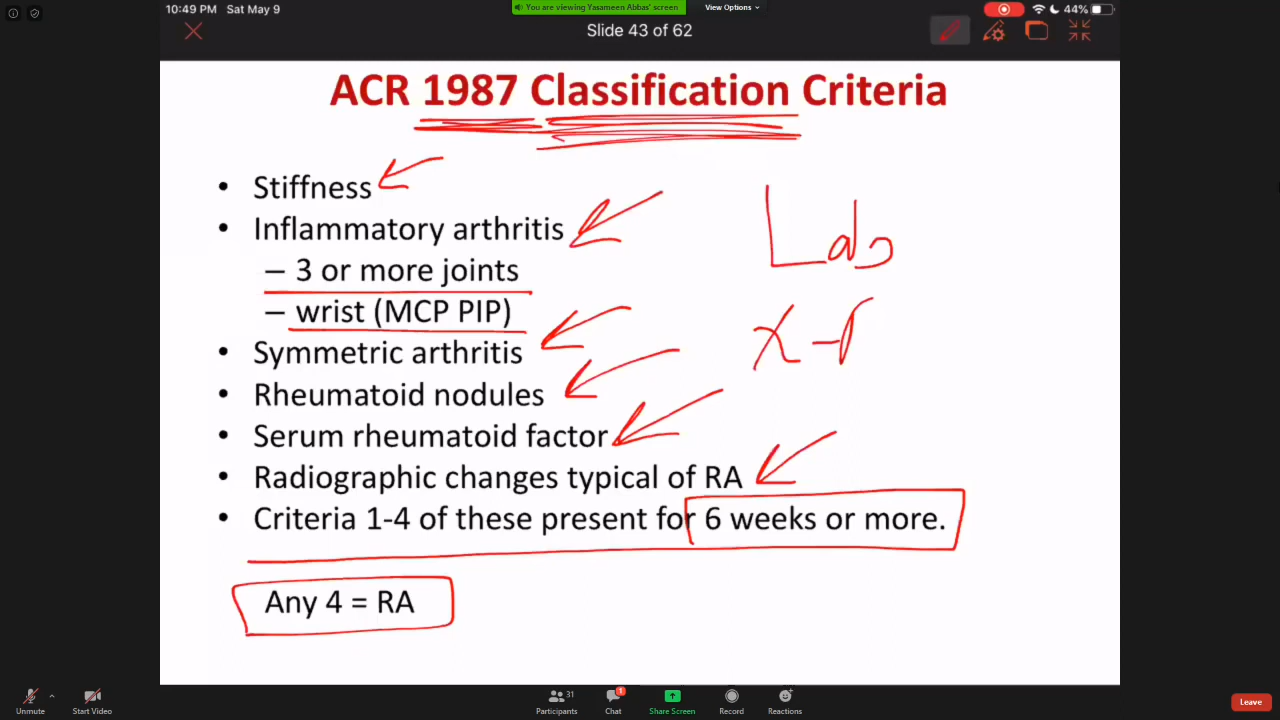 10:49 PM Sat May 9
You are viewing Yasameen Abbas' screen
View Options
44%
Slide 43 of 62
ACR 1987 Classification Criteria
• Stiffness
• Inflammatory arthritis
– 3 or more joints
– wrist (MCP PIP)
• Symmetric arthritis
• Rheumatoid nodules
• Serum rheumatoid factor
• Radiographic changes typical of RA
• Criteria 1-4 of these present for 6 weeks or more.
Any 4 = RA
Lab
X-r
Unmute
Start Video
31
Participants
1
Chat
Share Screen
Record
Reactions
Leave